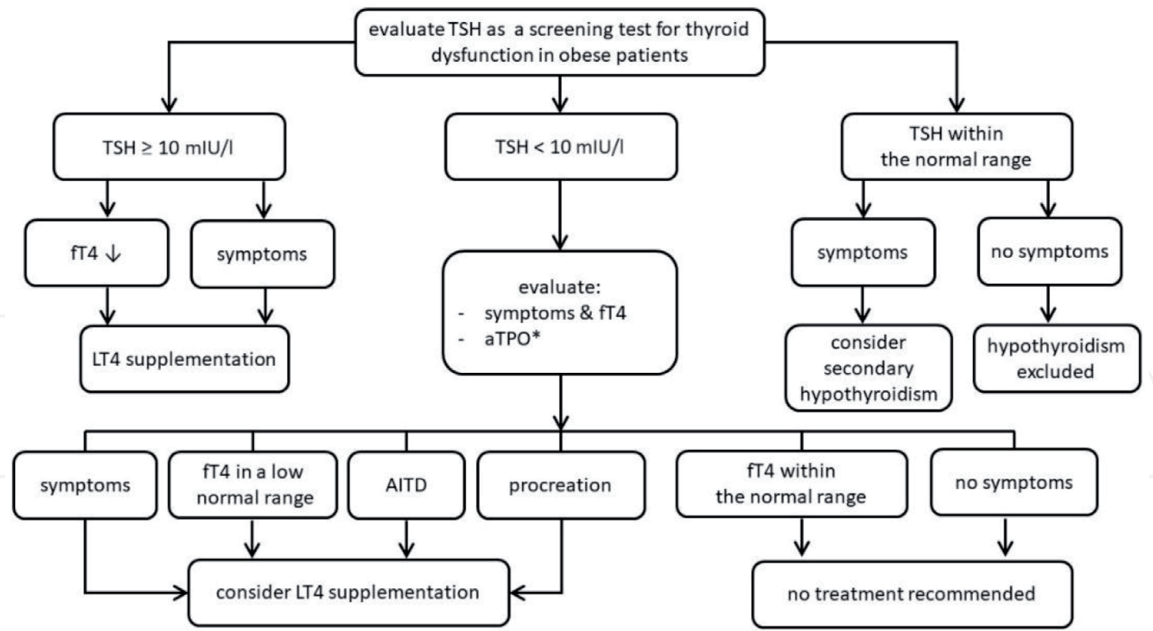 evaluate TSH as a screening test for thyroid
dysfunction in obese patients
TSH ≥ 10 mIU/l
TSH < 10 mIU/l
TSH within
the normal range
fT4 ↓
symptoms
symptoms
no symptoms
evaluate:
- symptoms & fT4
- aTPO*
LT4 supplementation
consider
secondary
hypothyroidism
hypothyroidism
excluded
symptoms
fT4 in a low
normal range
AITD
procreation
fT4 within
the normal range
no symptoms
consider LT4 supplementation
no treatment recommended